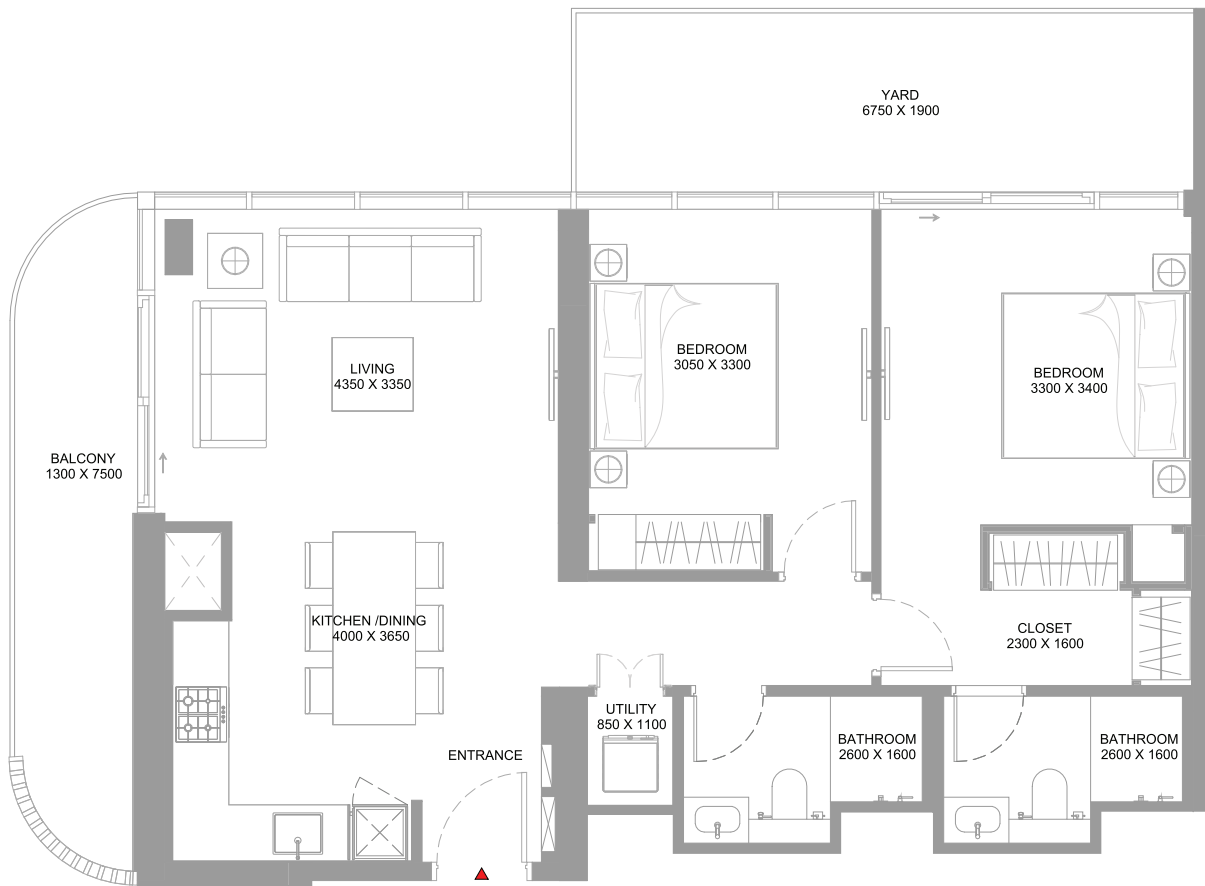 YARD
6750 X 1900
LIVING
4350 X 3350
BEDROOM
3050 X 3300
BEDROOM
3300 X 3400
BALCONY
1300 X 7500
KITCHEN /DINING
4000 X 3650
CLOSET
2300 X 1600
UTILITY
850 X 1100
ENTRANCE
BATHROOM
2600 X 1600
BATHROOM
2600 X 1600